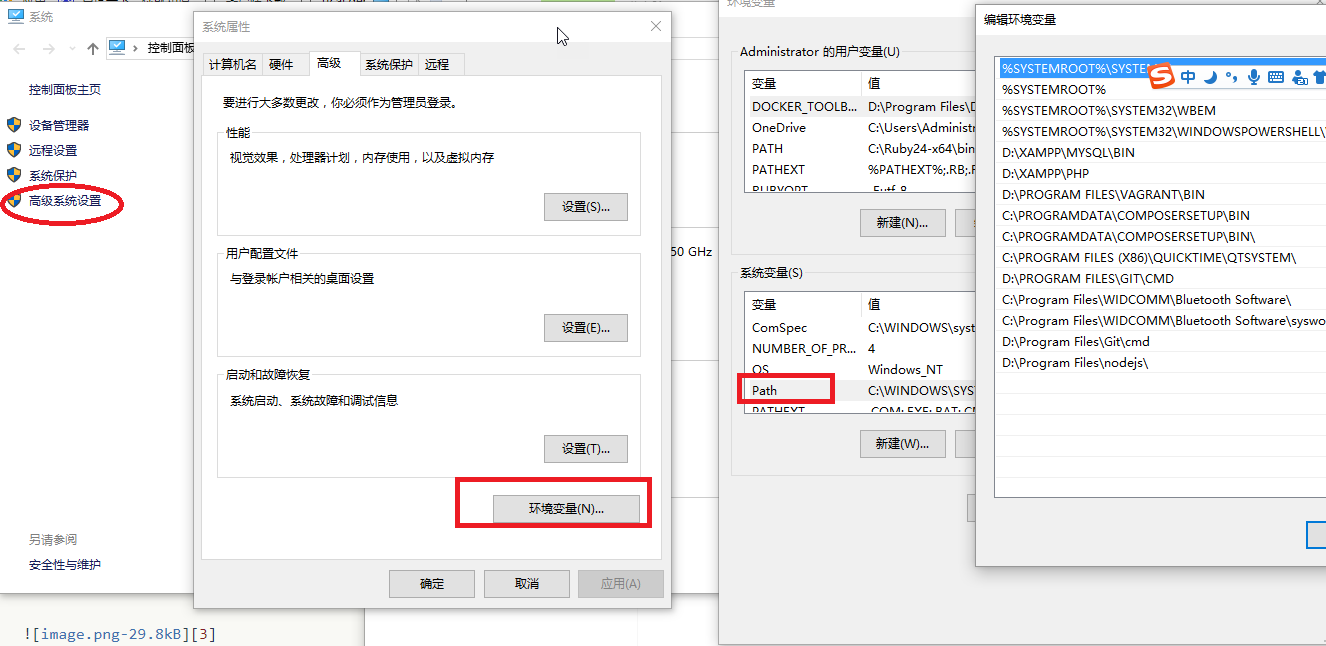 系统
控制面板
控制面板主页
设备管理器
远程设置
系统保护
高级系统设置
另请参阅
安全性与维护
![image.png-29.8kB][3]
系统属性
计算机名 硬件 高级 系统保护 远程
要进行大多数更改，你必须作为管理员登录。
性能
视觉效果，处理器计划，内存使用，以及虚拟内存
设置(S)...
用户配置文件
与登录帐户相关的桌面设置
设置(E)...
启动和故障恢复
系统启动、系统故障和调试信息
设置(T)...
环境变量(N)...
确定 取消 应用(A)
50 GHz
环境变量
Administrator 的用户变量(U)
变量 值
DOCKER_TOOLB... D:\Program Files\D
OneDrive C:\Users\Administr
PATH C:\Ruby24-x64\bin
PATHEXT %PATHEXT%;.RB;.R
RUBYOPT -Eutf-8
新建(N)...
系统变量(S)
变量 值
ComSpec C:\WINDOWS\syst
NUMBER_OF_PR... 4
OS Windows_NT
Path C:\WINDOWS\SYS
PATHEXT .COM;.EXE;.BAT;.CM
新建(W)...
编辑环境变量
%SYSTEMROOT%\SYSTE
中
%SYSTEMROOT%
%SYSTEMROOT%\SYSTEM32\WBEM
%SYSTEMROOT%\SYSTEM32\WINDOWSPOWERSHELL\
D:\XAMPP\MYSQL\BIN
D:\XAMPP\PHP
D:\PROGRAM FILES\VAGRANT\BIN
C:\PROGRAMDATA\COMPOSERSETUP\BIN
C:\PROGRAMDATA\COMPOSERSETUP\BIN\
C:\PROGRAM FILES (X86)\QUICKTIME\QTSYSTEM\
D:\PROGRAM FILES\GIT\CMD
C:\Program Files\WIDCOMM\Bluetooth Software\
C:\Program Files\WIDCOMM\Bluetooth Software\syswo
D:\Program Files\Git\cmd
D:\Program Files\nodejs\